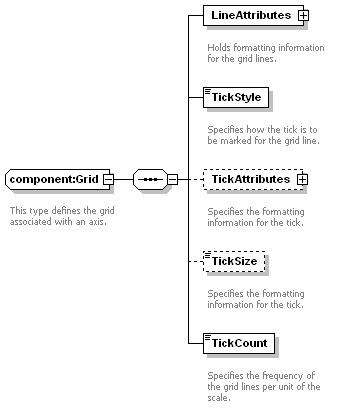 LineAttributes
Holds formatting information
for the grid lines.
TickStyle
Specifies how the tick is to
be marked for the grid line.
component:Grid
This type defines the grid
associated with an axis.
TickAttributes
Specifies the formatting
information for the tick.
TickSize
Specifies the formatting
information for the tick.
TickCount
Specifies the frequency of
the grid lines per unit of the
scale.